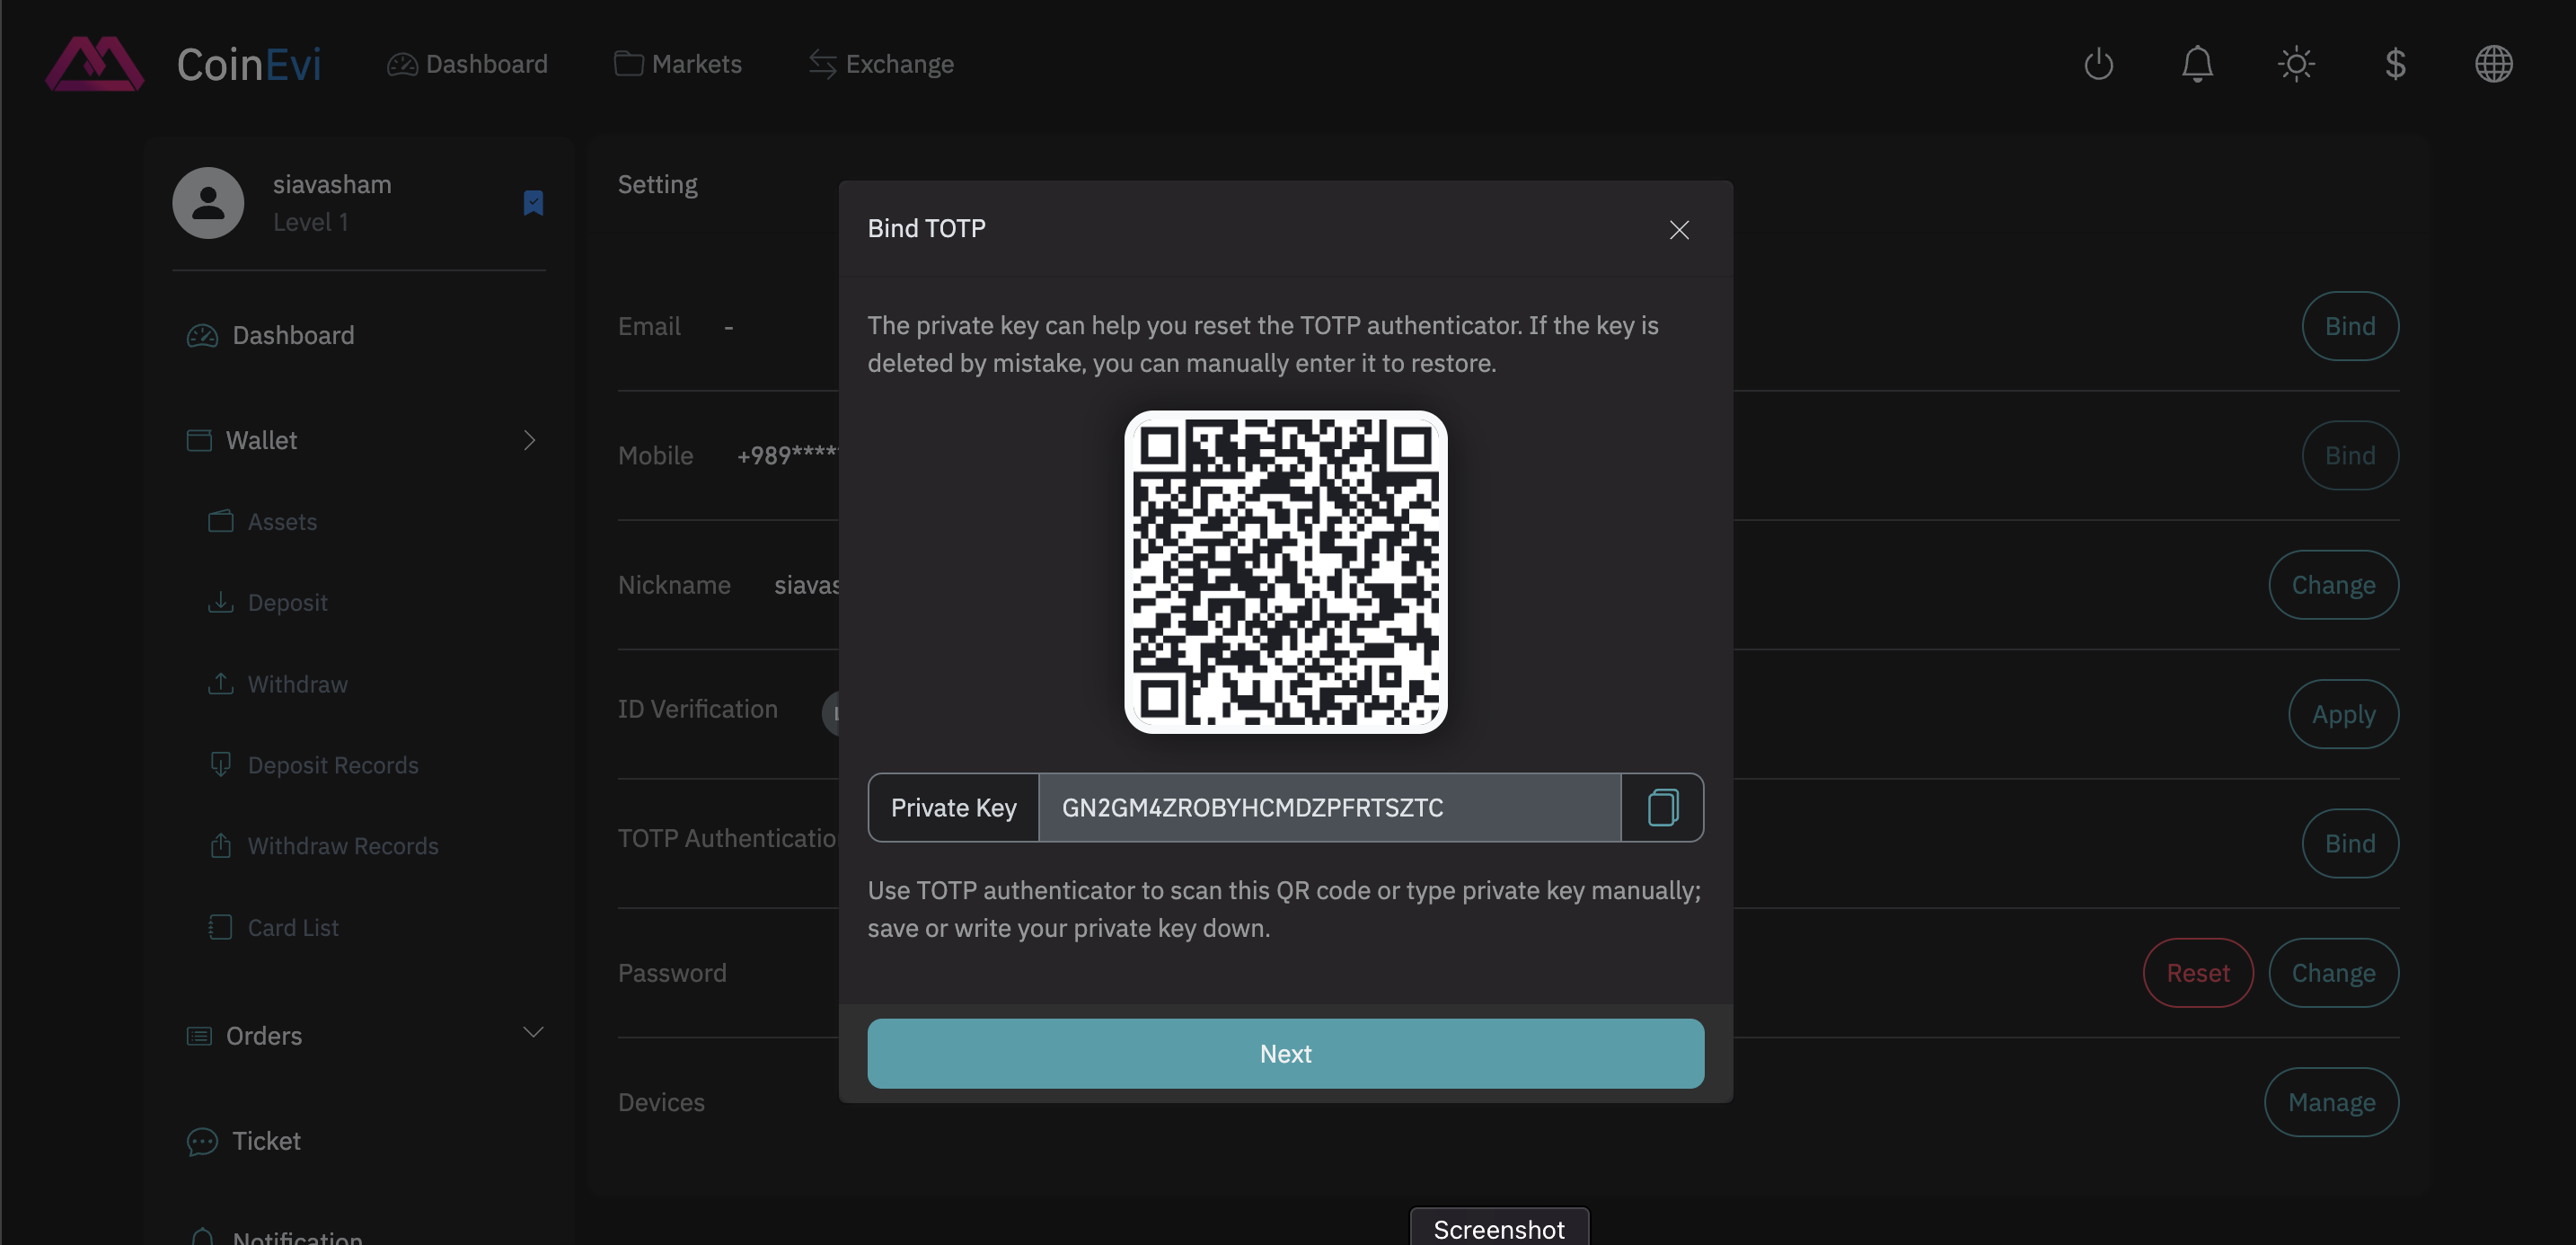 CoinEvi
Dashboard
Markets
Exchange
$
siavasham
Level 1
Dashboard
Wallet
Assets
Deposit
Withdraw
Deposit Records
Withdraw Records
Card List
Orders
Ticket
Notification
Setting
Email -
Bind
Mobile +989****
Bind
Nickname siavas
Change
ID Verification
Apply
TOTP Authenticatio
Bind
Password
Reset
Change
Devices
Manage
Bind TOTP
The private key can help you reset the TOTP authenticator. If the key is
deleted by mistake, you can manually enter it to restore.
Private Key GN2GM4ZROBYHCMDZPFRTSZTC
Use TOTP authenticator to scan this QR code or type private key manually;
save or write your private key down.
Next
Screenshot